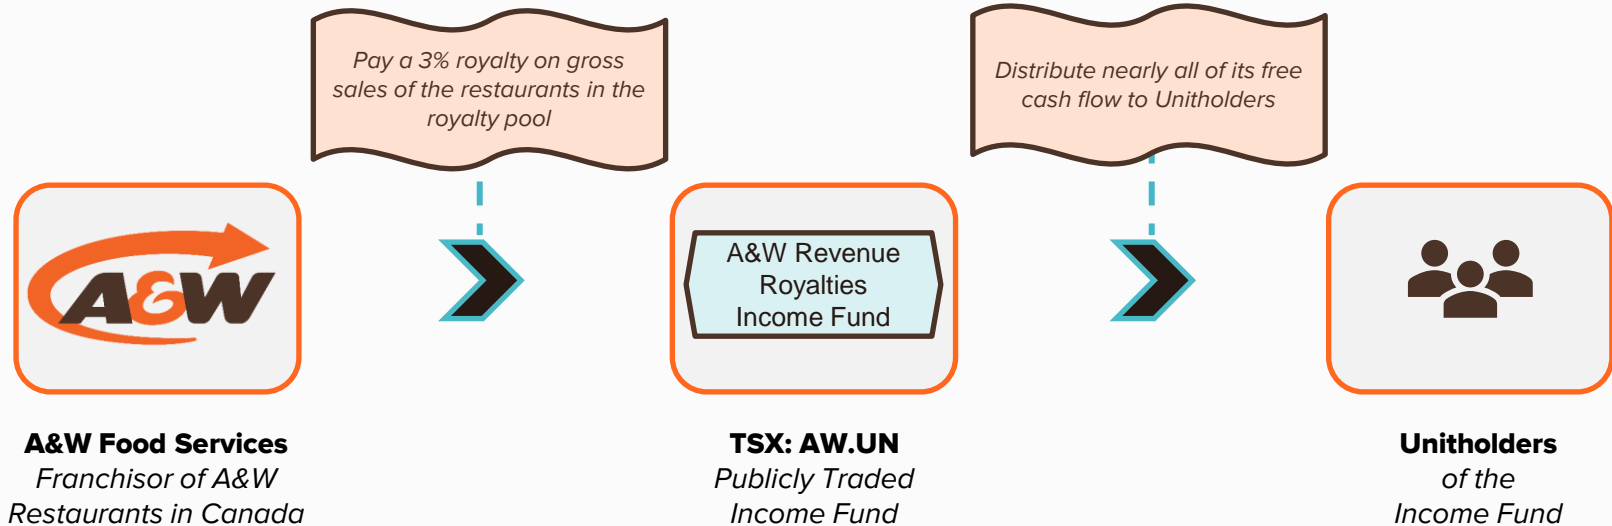 Pay a 3% royalty on gross
sales of the restaurants in the
royalty pool
Distribute nearly all of its free
cash flow to Unitholders
A&W
A&W Revenue
Royalties
Income Fund
A&W Food Services
Franchisor of A&W
Restaurants in Canada
TSX: AW.UN
Publicly Traded
Income Fund
Unitholders
of the
Income Fund